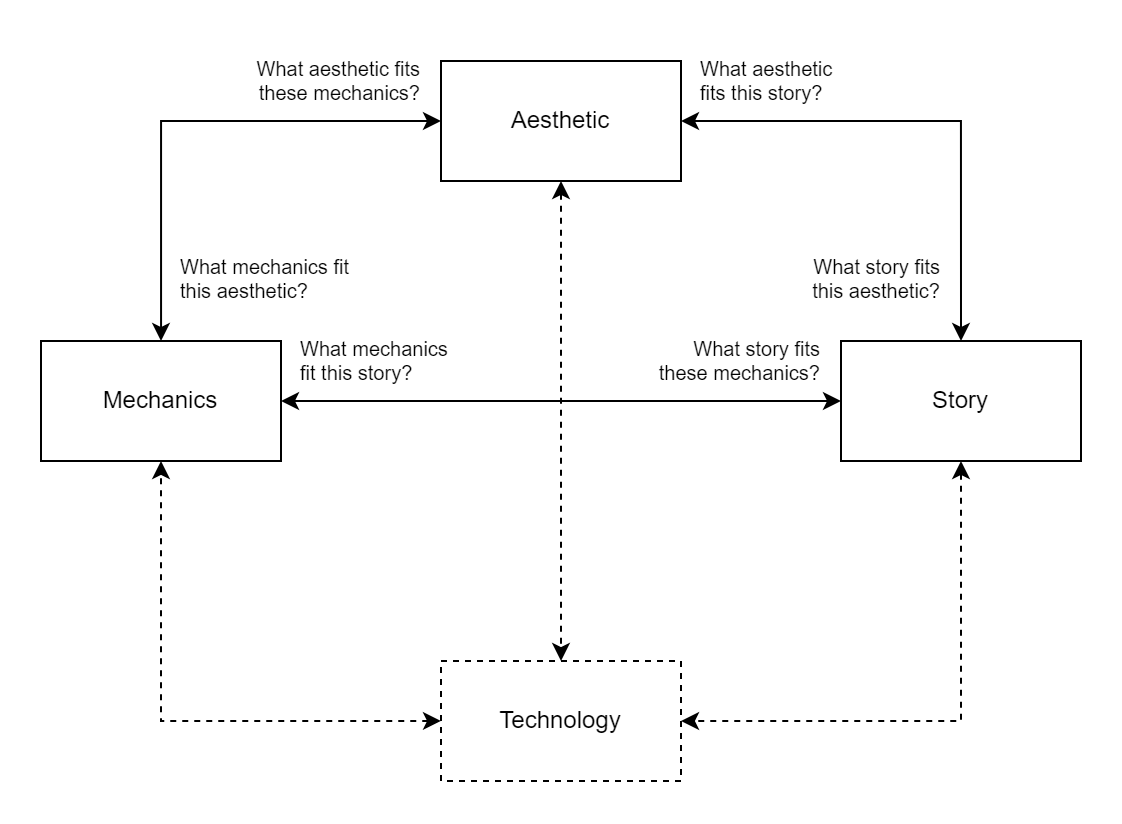 What aesthetic fits
these mechanics?
Aesthetic
What aesthetic
fits this story?
What mechanics fit
this aesthetic?
What story fits
this aesthetic?
Mechanics
What mechanics
fit this story?
What story fits
these mechanics?
Story
Technology